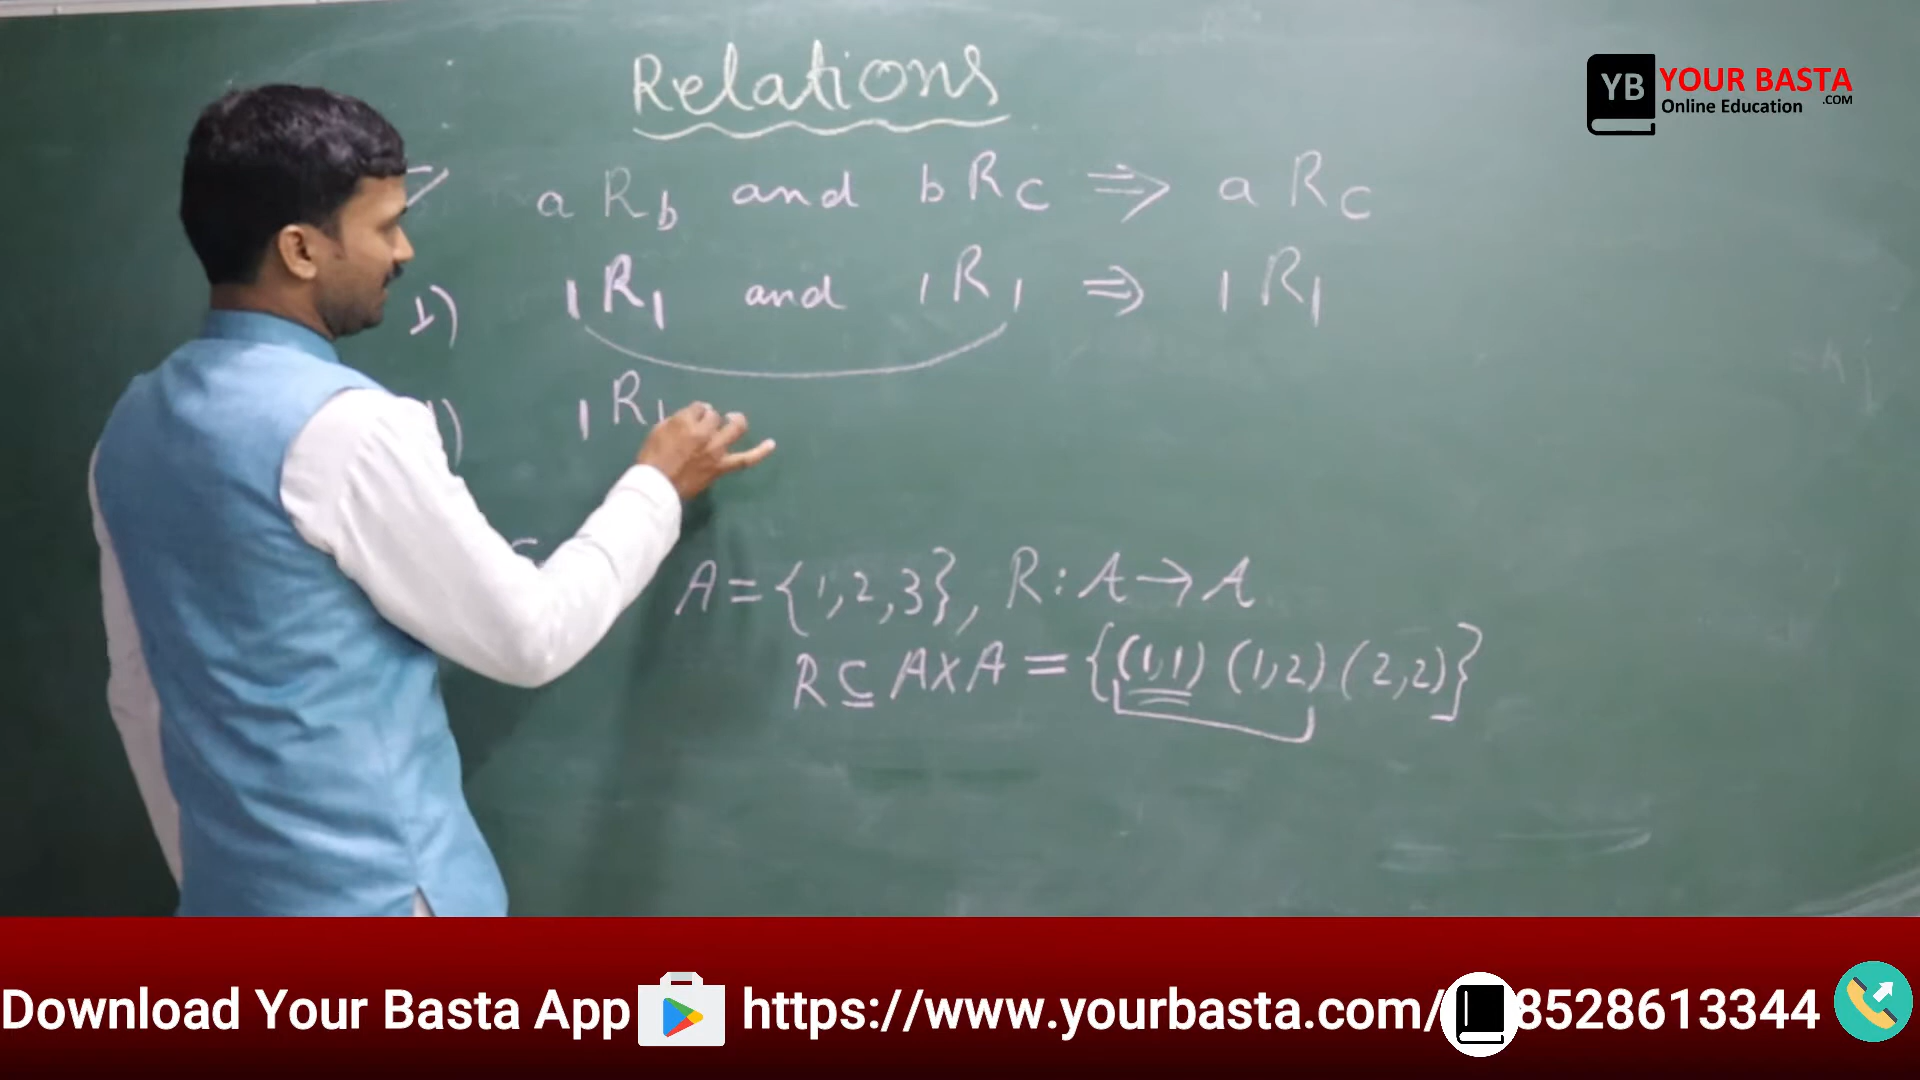 Relations
YB YOUR BASTA
.COM
Online Education
a R b and b R c ⇒ a R c
1) 1 R 1 and 1 R 1 ⇒ 1 R 1
) 1 R 1
A = {1,2,3}, R : A → A
R ⊆ A X A = {(1,1) (1,2) (2,2)}
Download Your Basta App https://www.yourbasta.com/ 8528613344